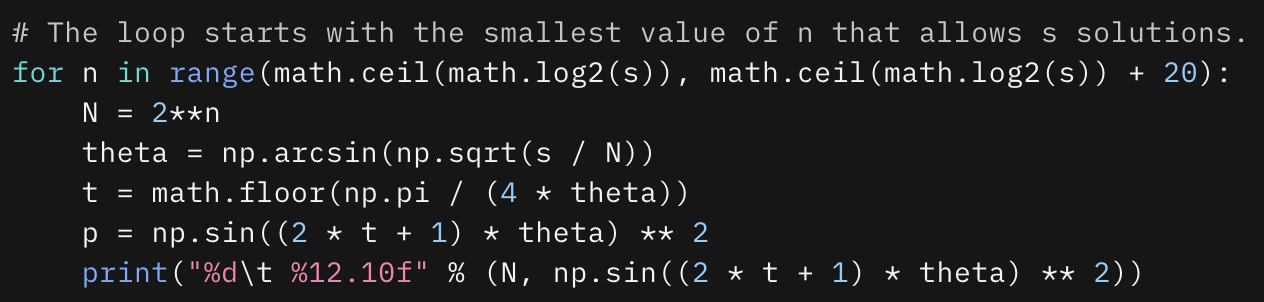 # The loop starts with the smallest value of n that allows s solutions.
for n in range(math.ceil(math.log2(s)), math.ceil(math.log2(s)) + 20):
    N = 2**n
    theta = np.arcsin(np.sqrt(s / N))
    t = math.floor(np.pi / (4 * theta))
    p = np.sin((2 * t + 1) * theta) ** 2
    print("%d\t %12.10f" % (N, np.sin((2 * t + 1) * theta) ** 2))